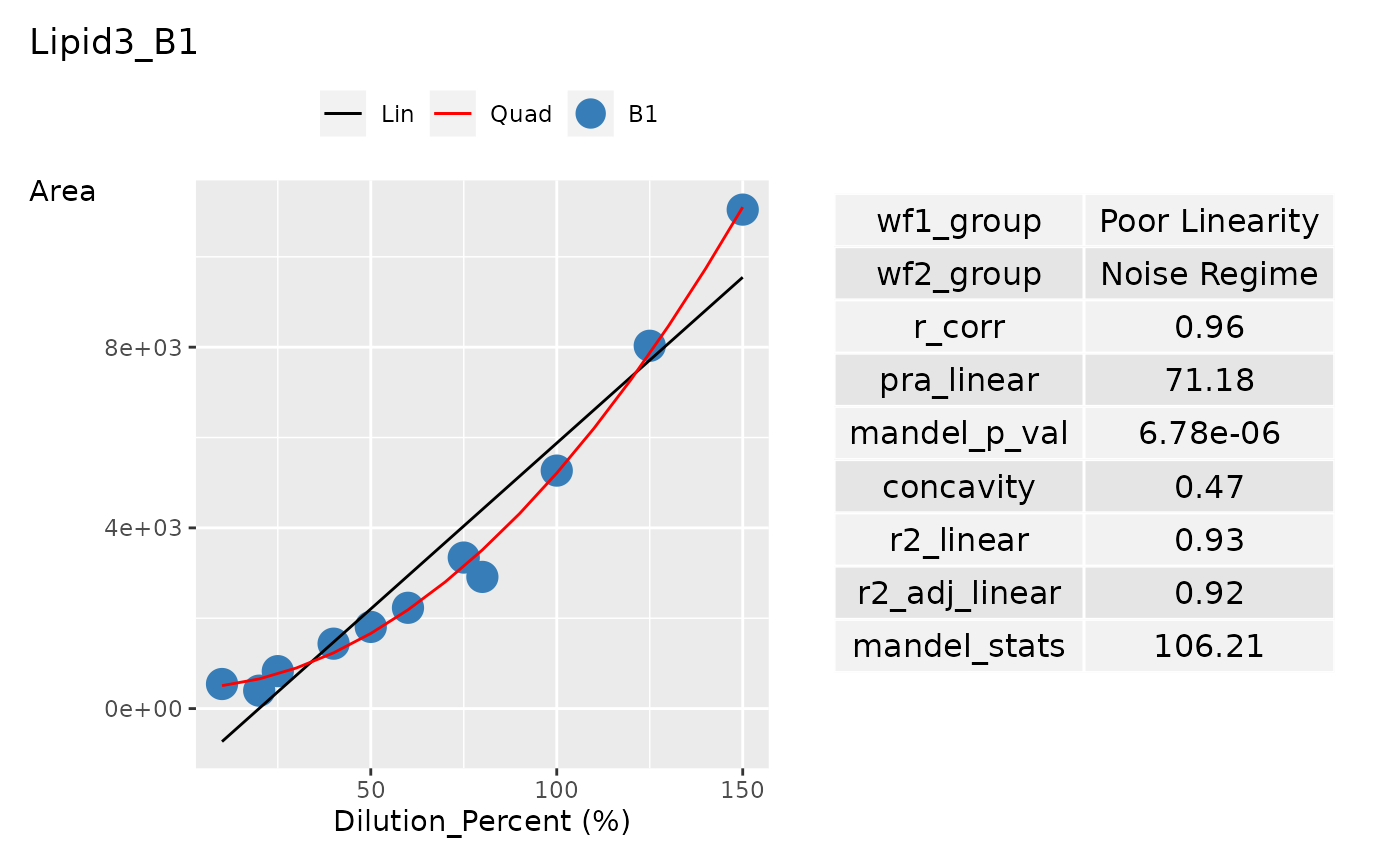 Lipid3_B1
Lin Quad B1
Area
8e+03
4e+03
0e+00
50 100 150
Dilution_Percent (%)
wf1_group Poor Linearity
wf2_group Noise Regime
r_corr 0.96
pra_linear 71.18
mandel_p_val 6.78e-06
concavity 0.47
r2_linear 0.93
r2_adj_linear 0.92
mandel_stats 106.21